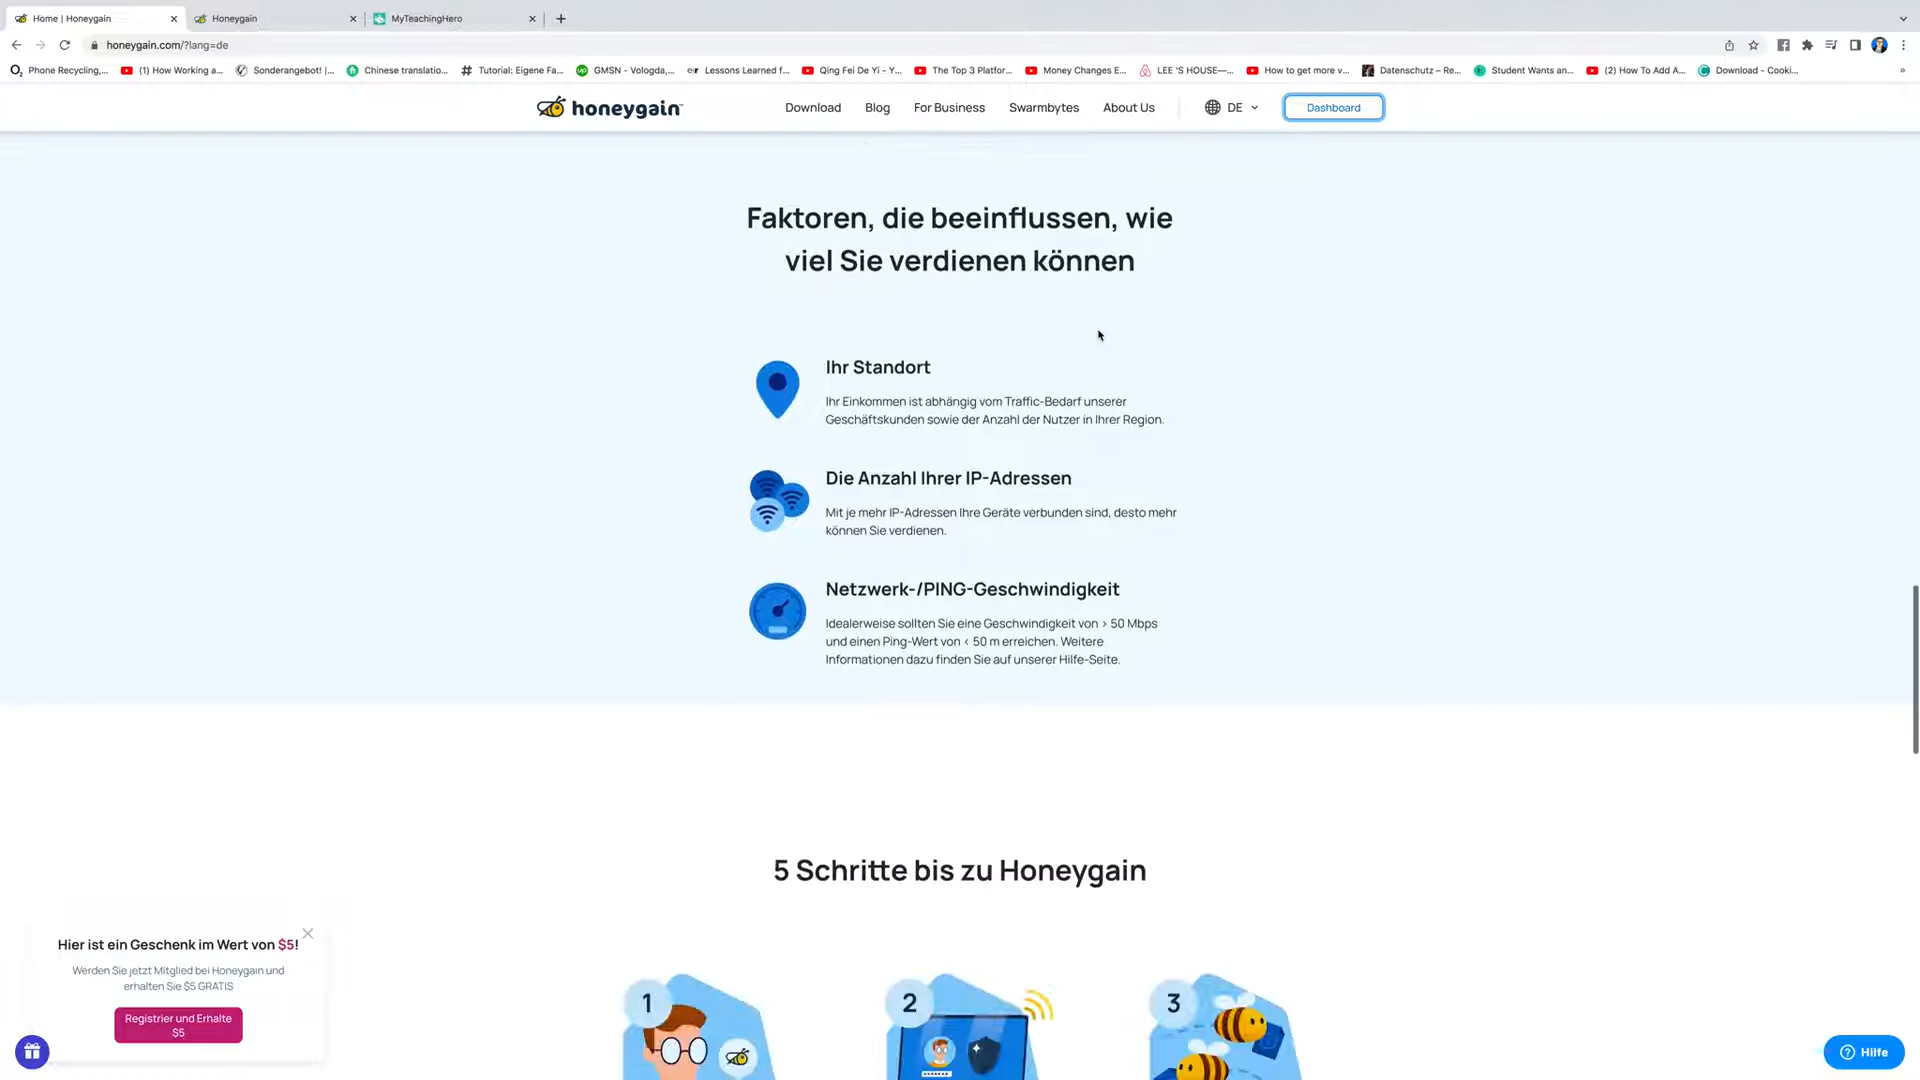 Home | Honeygain
Honeygain
MyTeachingHero
honeygain.com/?lang=de
Phone Recycling,...
(1) How Working a...
Sonderangebot! |...
Chinese translatio...
Tutorial: Eigene Fa...
GMSN - Vologda,...
Lessons Learned f...
Qing Fei De Yi - Y...
The Top 3 Platfor...
Money Changes E...
LEE 'S HOUSE—...
How to get more v...
Datenschutz – Re...
Student Wants an...
(2) How To Add A...
Download - Cooki...
honeygain
Download
Blog
For Business
Swarmbytes
About Us
DE
Dashboard
Faktoren, die beeinflussen, wie
viel Sie verdienen können
Ihr Standort
Ihr Einkommen ist abhängig vom Traffic-Bedarf unserer
Geschäftskunden sowie der Anzahl der Nutzer in Ihrer Region.
Die Anzahl Ihrer IP-Adressen
Mit je mehr IP-Adressen Ihre Geräte verbunden sind, desto mehr
können Sie verdienen.
Netzwerk-/PING-Geschwindigkeit
Idealerweise sollten Sie eine Geschwindigkeit von > 50 Mbps
und einen Ping-Wert von < 50 m erreichen. Weitere
Informationen dazu finden Sie auf unserer Hilfe-Seite.
5 Schritte bis zu Honeygain
1
2
3
Hier ist ein Geschenk im Wert von $5!
Werden Sie jetzt Mitglied bei Honeygain und
erhalten Sie $5 GRATIS
Registrier und Erhalte
$5
Hilfe